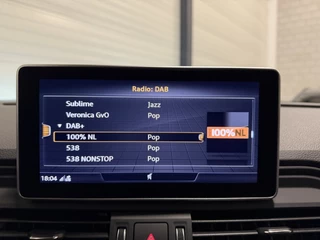 Radio: DAB
Sublime Jazz
Veronica GvO Pop
DAB+
100% NL Pop
100%NL
538 Pop
538 NONSTOP Pop
18:04